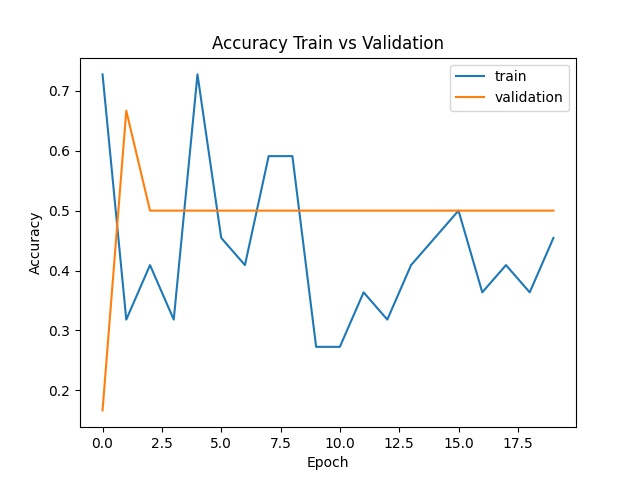 Accuracy Train vs Validation
train
validation
0.7
0.6
0.5
0.4
0.3
0.2
Accuracy
0.0 2.5 5.0 7.5 10.0 12.5 15.0 17.5
Epoch